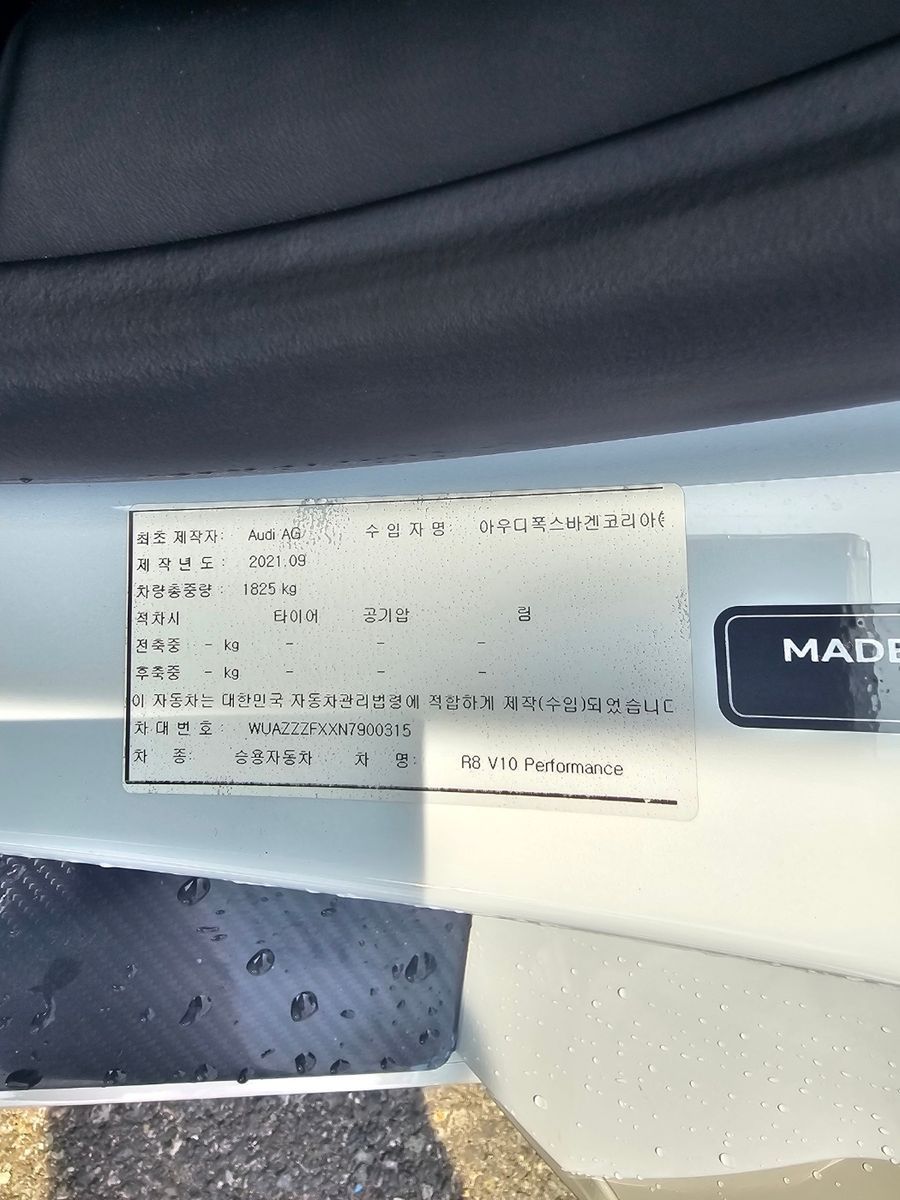 최초 제작자: Audi AG 수 입 자 명: 아우디폭스바겐코리아
제 작 년 도 : 2021.09
차량총중량 : 1825 kg
적차시 타이어 공기압 림
전축중 - kg - - -
후축중 - kg - - -
이 자동차는 대한민국 자동차관리법령에 적합하게 제작(수입)되었습니다
차 대 번 호 : WUAZZZFXXN7900315
차 종: 승용자동차 차 명: R8 V10 Performance
MADE